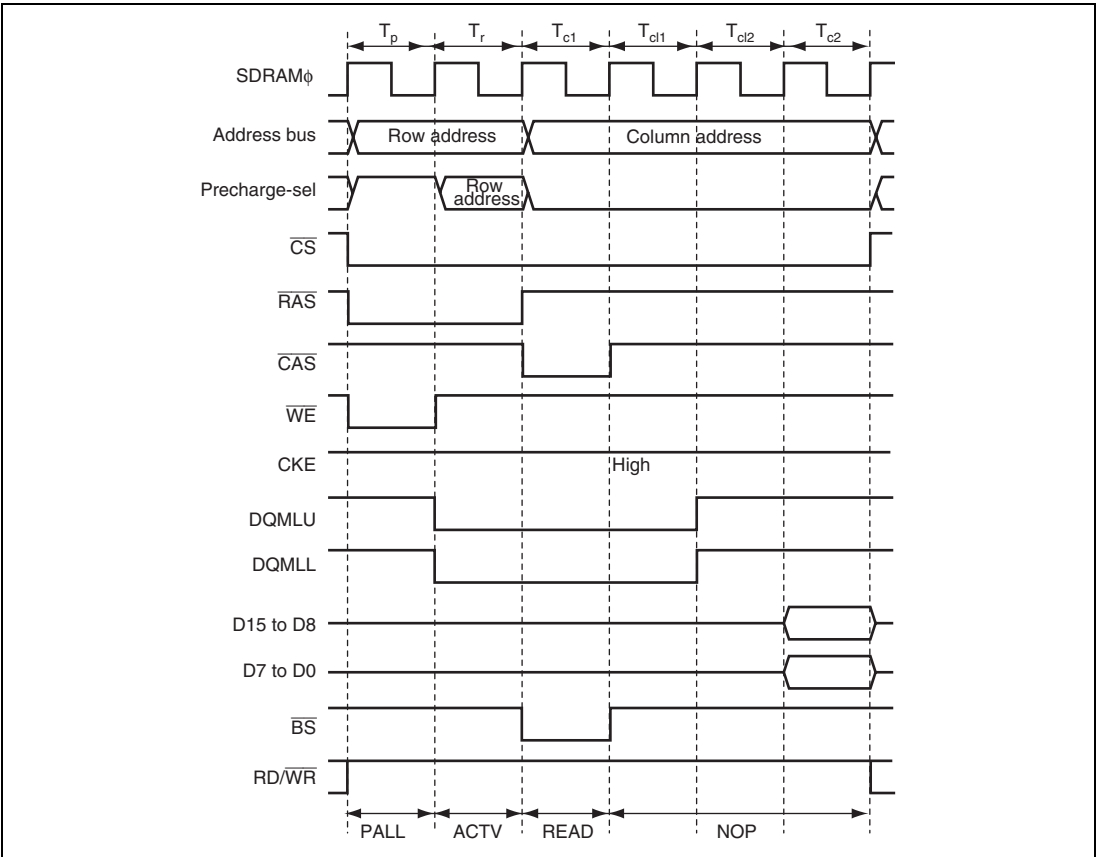 Tp Tr Tc1 Tcl1 Tcl2 Tc2
SDRAMϕ
Address bus Row address Column address
Precharge-sel Row address
CS
RAS
CAS
WE
CKE High
DQMLU
DQMLL
D15 to D8
D7 to D0
BS
RD/WR
PALL ACTV READ NOP